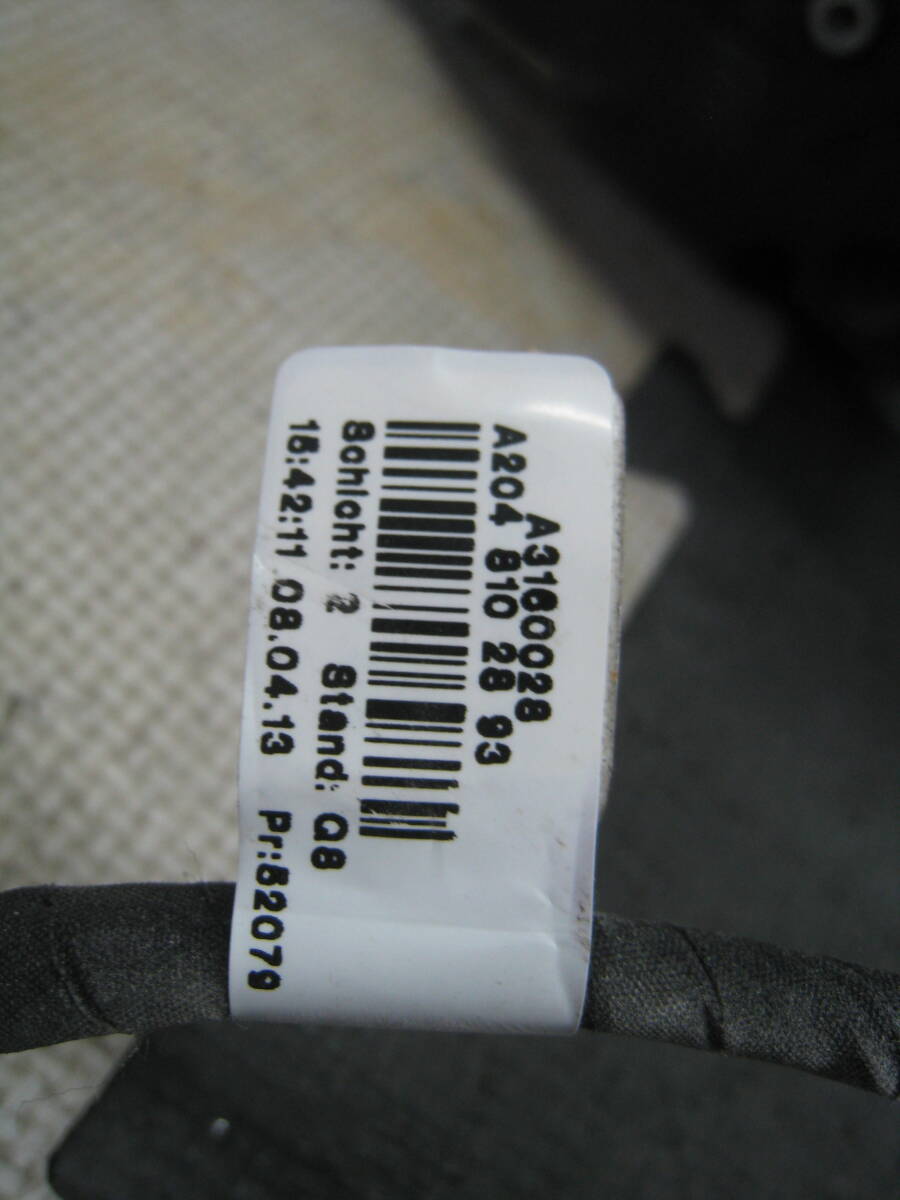 A3160028
A204 810 28 93
Schicht: 2 Stand: Q8
15:42:11 08.04.13 Pr:52079